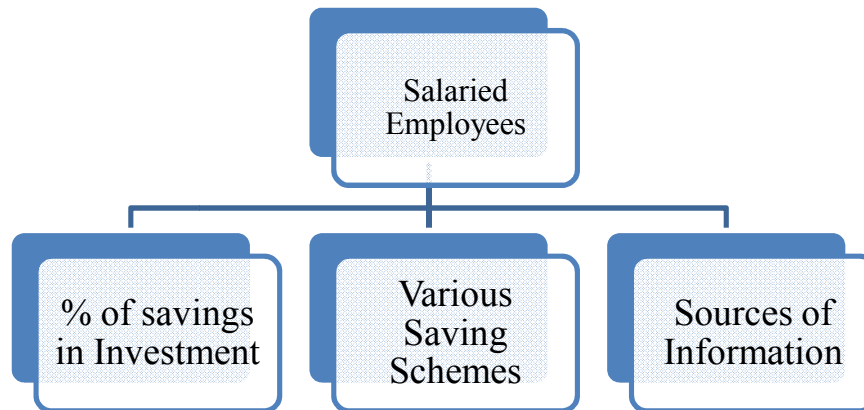 Salaried
Employees
% of savings
in Investment
Various
Saving
Schemes
Sources of
Information